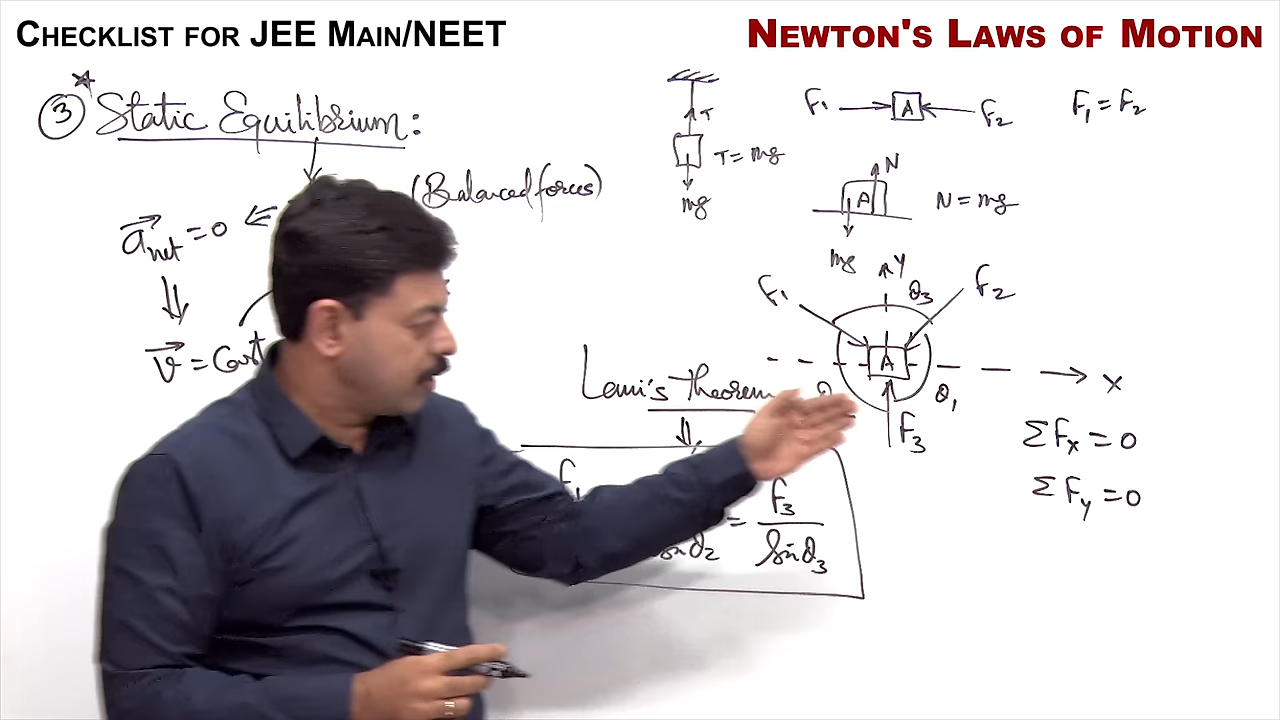 CHECKLIST FOR JEE MAIN/NEET
NEWTON'S LAWS OF MOTION
3 Static Equilibrium:
(Balanced forces)
a net = 0
v = Const
T
T = mg
mg
F1
A
F2
F1 = F2
N
A
N = mg
mg
Y
F1
θ3
F2
A
X
θ1
F3
ΣFx = 0
ΣFy = 0
Lami's Theorem
f1
sinθ2
=
f3
sinθ3